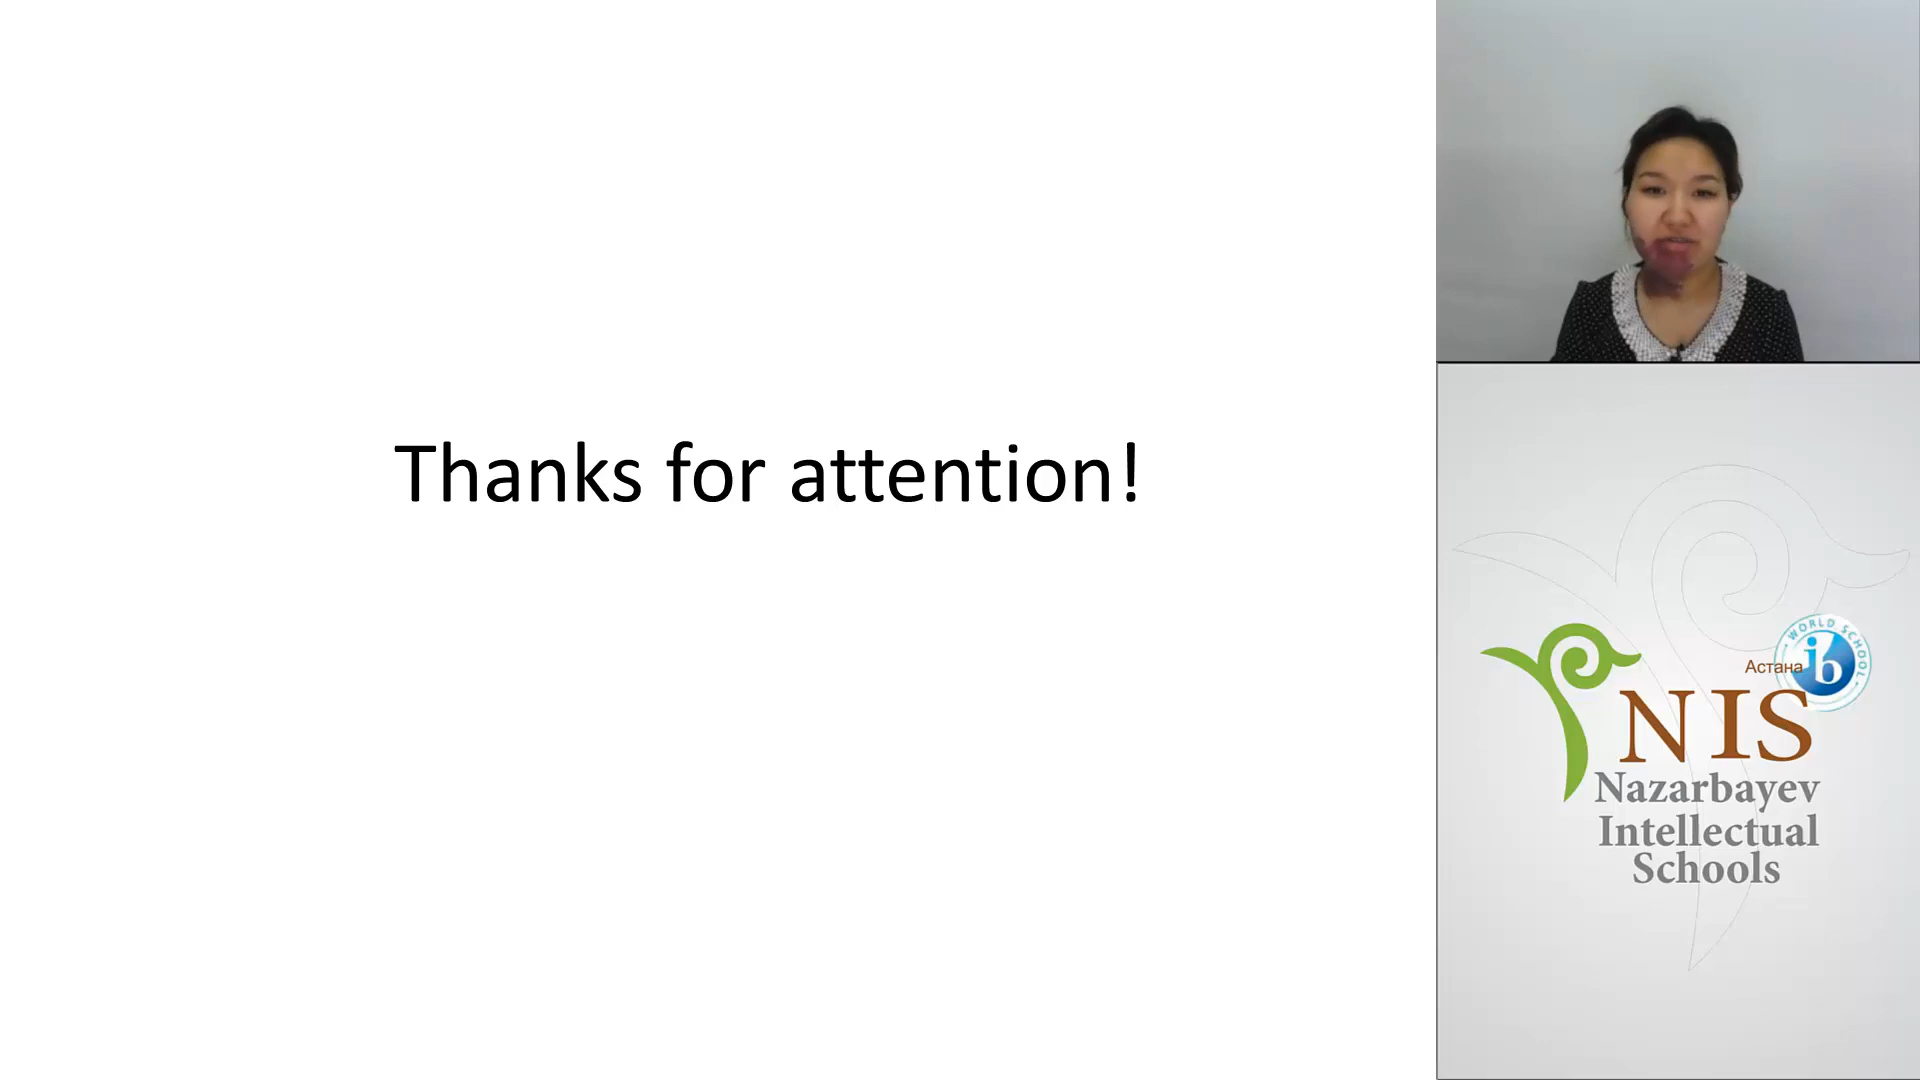 Thanks for attention!
WORLD SCHOOL
ib
Астана
NIS
Nazarbayev
Intellectual
Schools